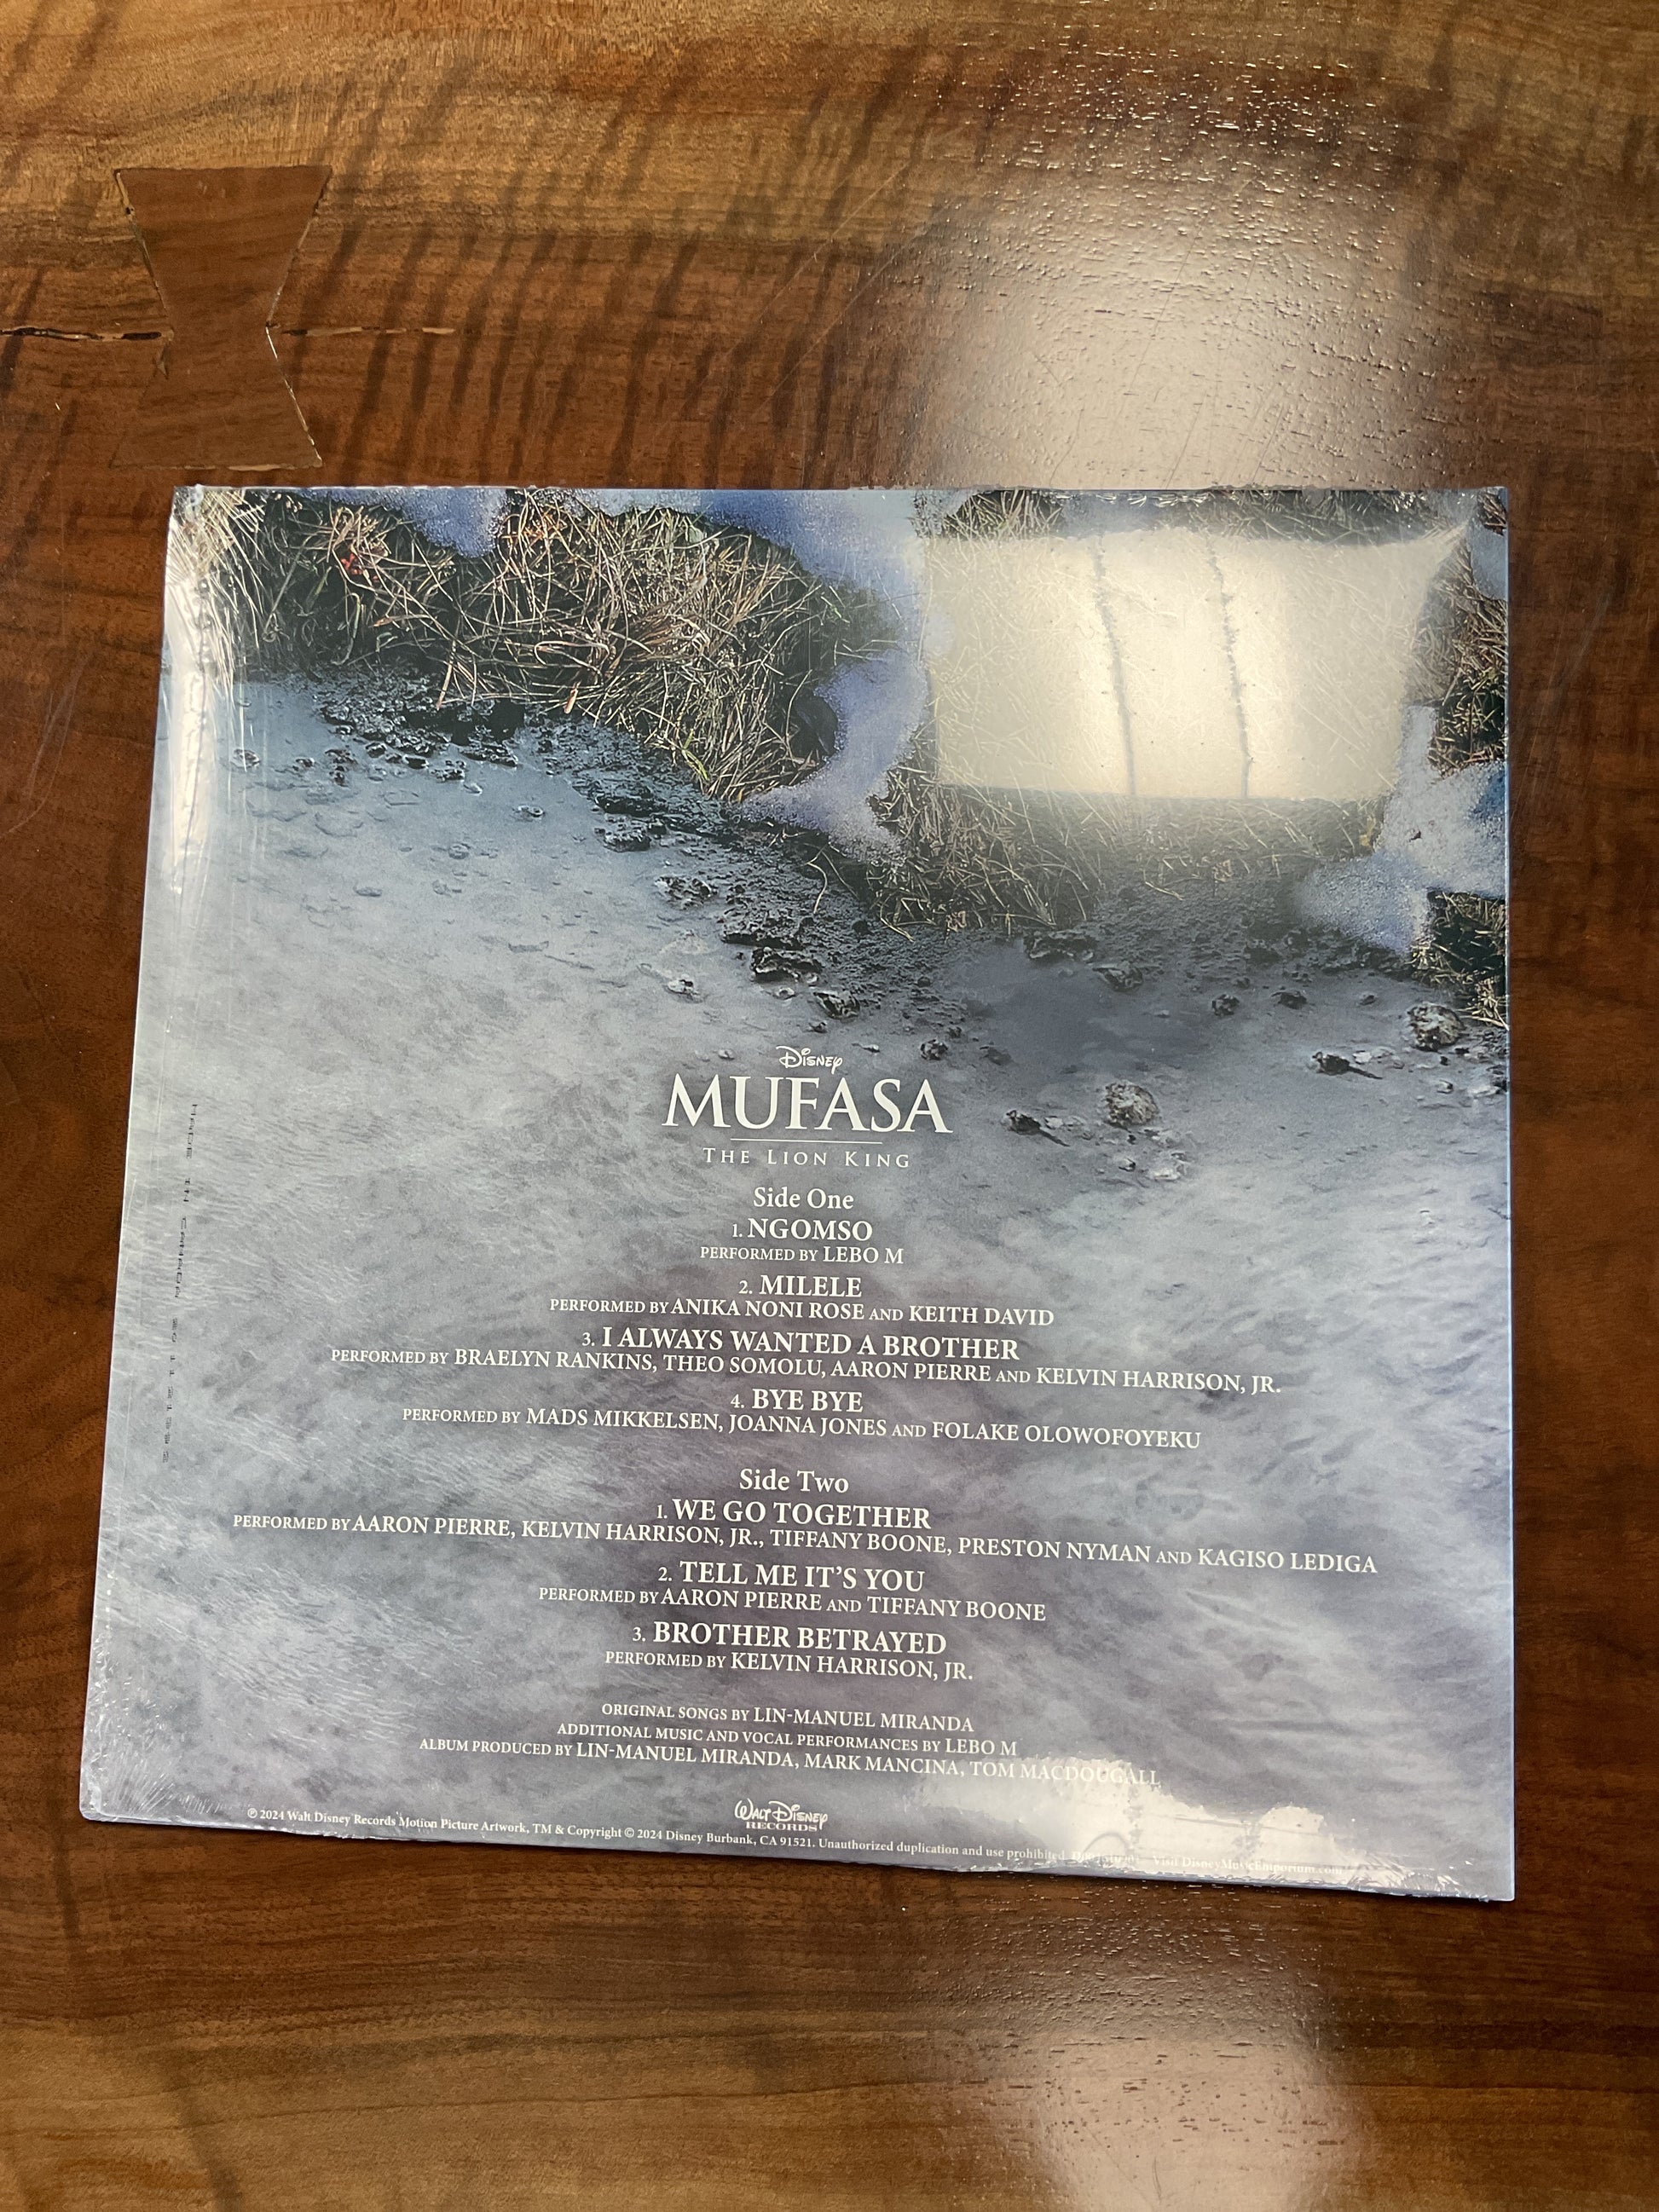 Disney
MUFASA
THE LION KING
Side One
1. NGOMSO
PERFORMED BY LEBO M
2. MILELE
PERFORMED BY ANIKA NONI ROSE AND KEITH DAVID
3. I ALWAYS WANTED A BROTHER
PERFORMED BY BRAELYN RANKINS, THEO SOMOLU, AARON PIERRE AND KELVIN HARRISON, JR.
4. BYE BYE
PERFORMED BY MADS MIKKELSEN, JOANNA JONES AND FOLAKE OLOWOFOYEKU
Side Two
1. WE GO TOGETHER
PERFORMED BY AARON PIERRE, KELVIN HARRISON, JR., TIFFANY BOONE, PRESTON NYMAN AND KAGISO LEDIGA
2. TELL ME IT'S YOU
PERFORMED BY AARON PIERRE AND TIFFANY BOONE
3. BROTHER BETRAYED
PERFORMED BY KELVIN HARRISON, JR.
ORIGINAL SONGS BY LIN-MANUEL MIRANDA
ADDITIONAL MUSIC AND VOCAL PERFORMANCES BY LEBO M
ALBUM PRODUCED BY LIN-MANUEL MIRANDA, MARK MANCINA, TOM MACDOUGALL
WALT DISNEY
RECORDS
℗ 2024 Walt Disney Records Motion Picture Artwork, TM & Copyright © 2024 Disney Burbank, CA 91521. Unauthorized duplication and use prohibited. Visit DisneyMusicEmporium.com
MADE IN CANADA